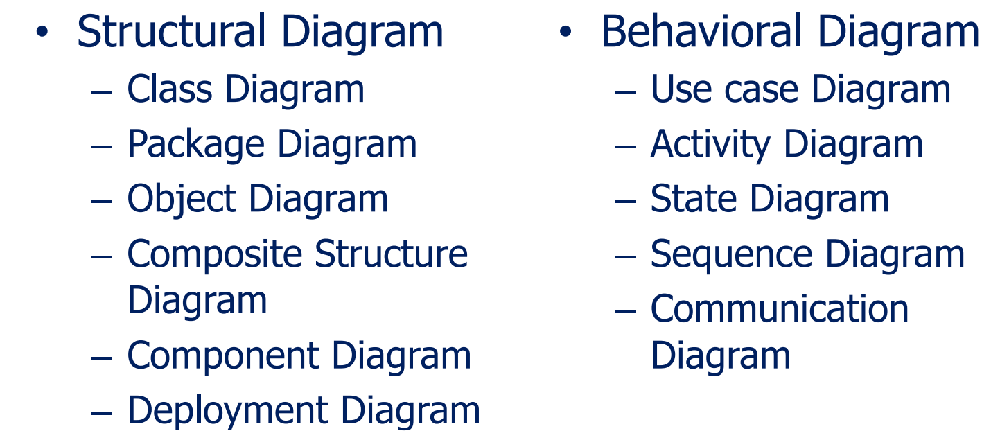 • Structural Diagram
– Class Diagram
– Package Diagram
– Object Diagram
– Composite Structure
Diagram
– Component Diagram
– Deployment Diagram
• Behavioral Diagram
– Use case Diagram
– Activity Diagram
– State Diagram
– Sequence Diagram
– Communication
Diagram